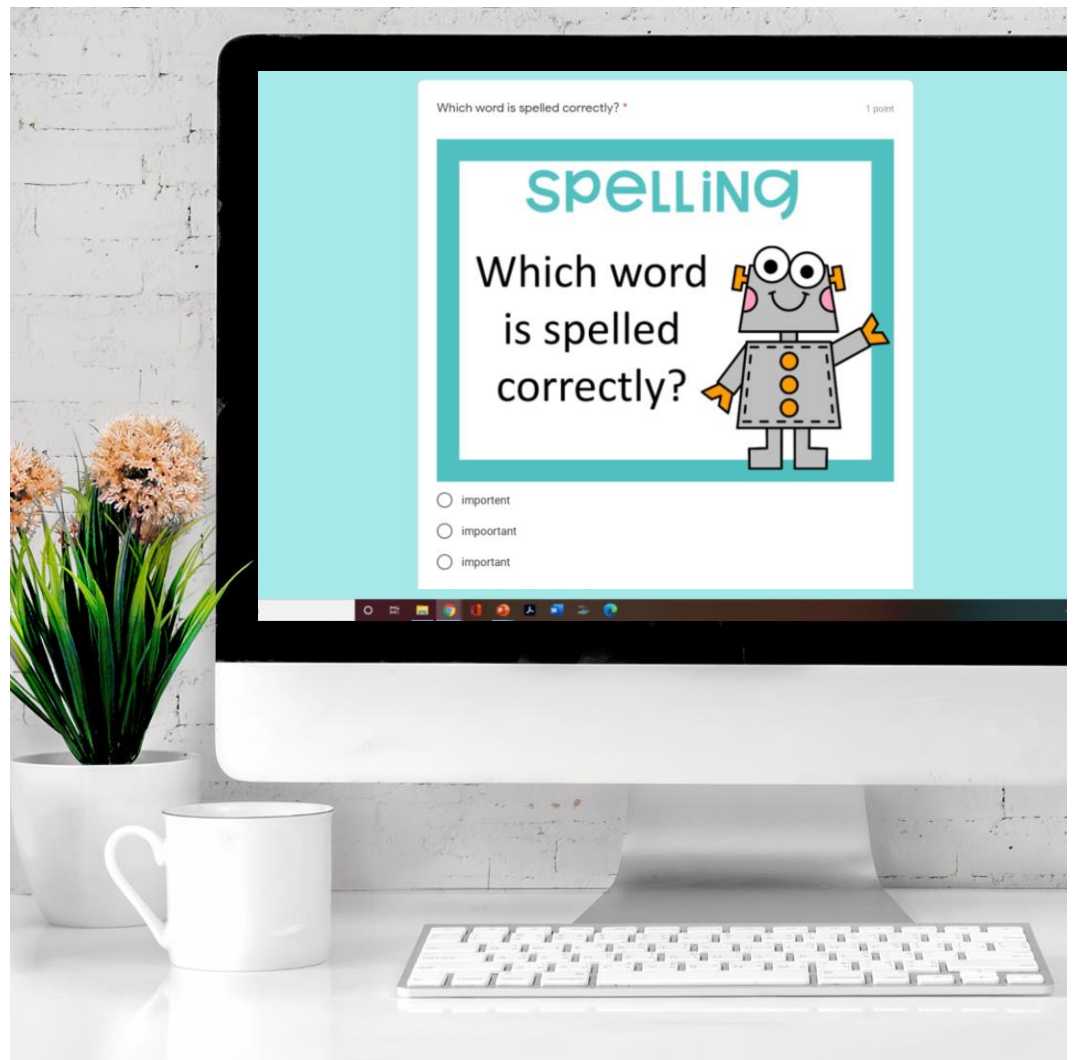 Which word is spelled correctly? *
1 point
SPeLLiNg
Which word
is spelled
correctly?
importent
impoortant
important